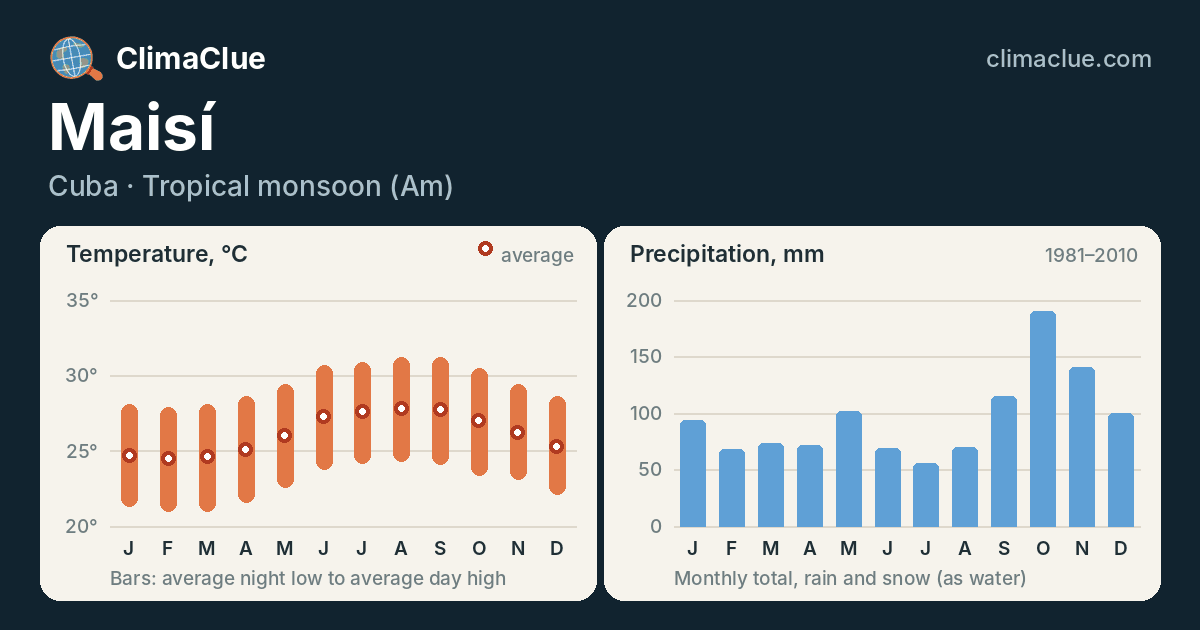 ClimaClue
climaclue.com
Maisí
Cuba · Tropical monsoon (Am)
Temperature, °C
average
35°
30°
25°
20°
J F M A M J J A S O N D
Bars: average night low to average day high
Precipitation, mm
1981–2010
200
150
100
50
0
J F M A M J J A S O N D
Monthly total, rain and snow (as water)